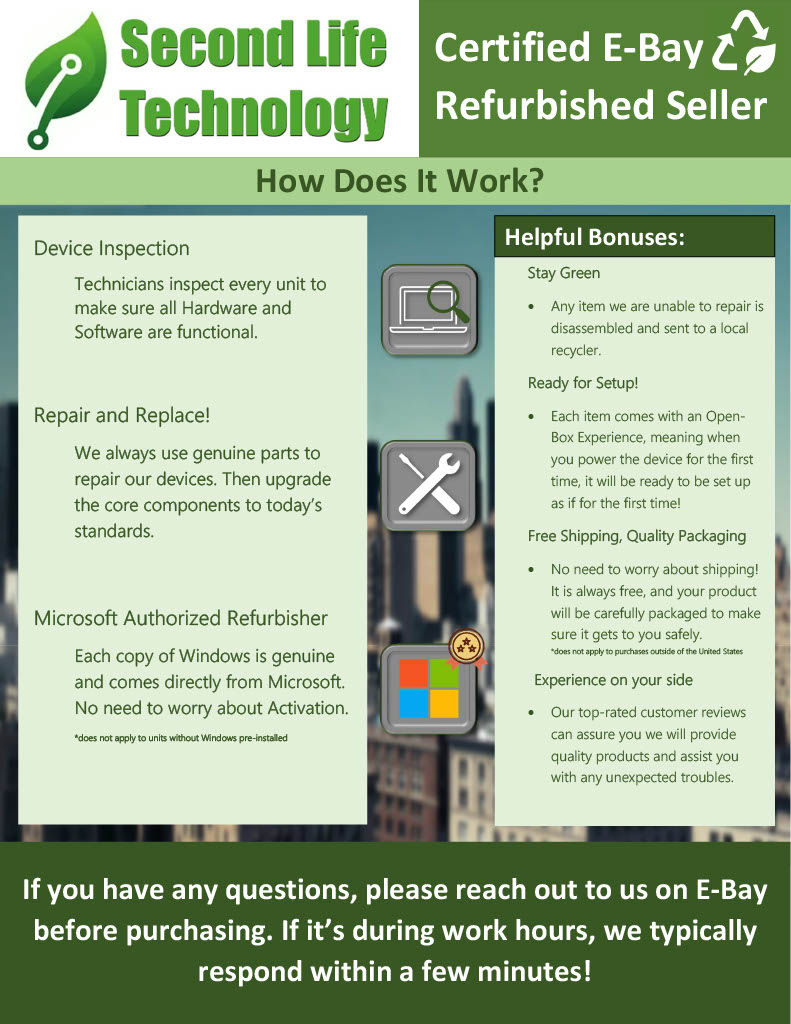 Second Life
Technology
Certified E-Bay
Refurbished Seller
How Does It Work?
Device Inspection
Technicians inspect every unit to
make sure all Hardware and
Software are functional.
Repair and Replace!
We always use genuine parts to
repair our devices. Then upgrade
the core components to today's
standards.
Microsoft Authorized Refurbisher
Each copy of Windows is genuine
and comes directly from Microsoft.
No need to worry about Activation.
*does not apply to units without Windows pre-installed
Helpful Bonuses:
Stay Green
• Any item we are unable to repair is
disassembled and sent to a local
recycler.
Ready for Setup!
• Each item comes with an Open-
Box Experience, meaning when
you power the device for the first
time, it will be ready to be set up
as if for the first time!
Free Shipping, Quality Packaging
• No need to worry about shipping!
It is always free, and your product
will be carefully packaged to make
sure it gets to you safely.
*does not apply to purchases outside of the United States
Experience on your side
• Our top-rated customer reviews
can assure you we will provide
quality products and assist you
with any unexpected troubles.
If you have any questions, please reach out to us on E-Bay
before purchasing. If it's during work hours, we typically
respond within a few minutes!